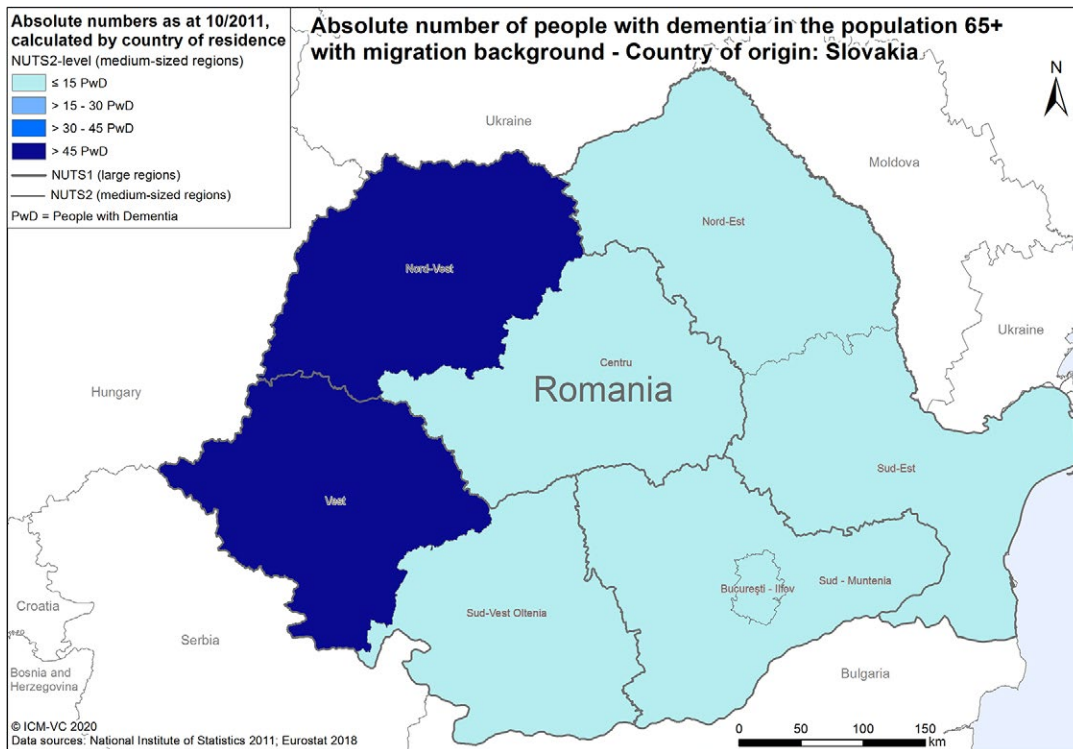 Absolute numbers as at 10/2011,
calculated by country of residence
NUTS2-level (medium-sized regions)
≤ 15 PwD
> 15 - 30 PwD
> 30 - 45 PwD
> 45 PwD
NUTS1 (large regions)
NUTS2 (medium-sized regions)
PwD = People with Dementia
Absolute number of people with dementia in the population 65+
with migration background - Country of origin: Slovakia
N
Ukraine
Moldova
Nord-Est
Nord-Vest
Ukraine
Centru
Romania
Hungary
Sud-Est
Vest
București - Ilfov
Sud - Muntenia
Sud-Vest Oltenia
Croatia
Serbia
Bosnia and
Herzegovina
Bulgaria
© ICM-VC 2020
Data sources: National Institute of Statistics 2011; Eurostat 2018
0 50 100 150
km